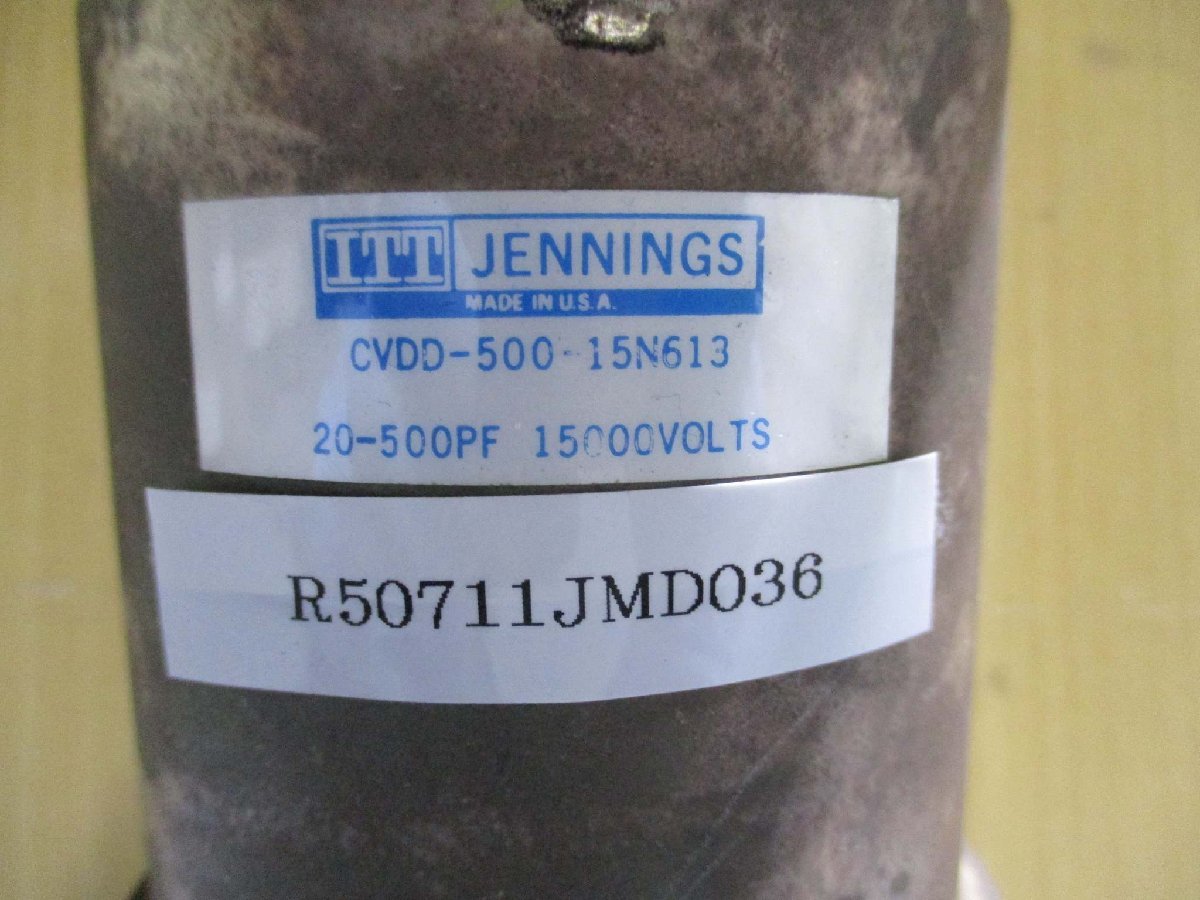 ITT JENNINGS
MADE IN U.S.A.
CVDD-500-15N613
20-500PF 15000VOLTS
R50711JMD036